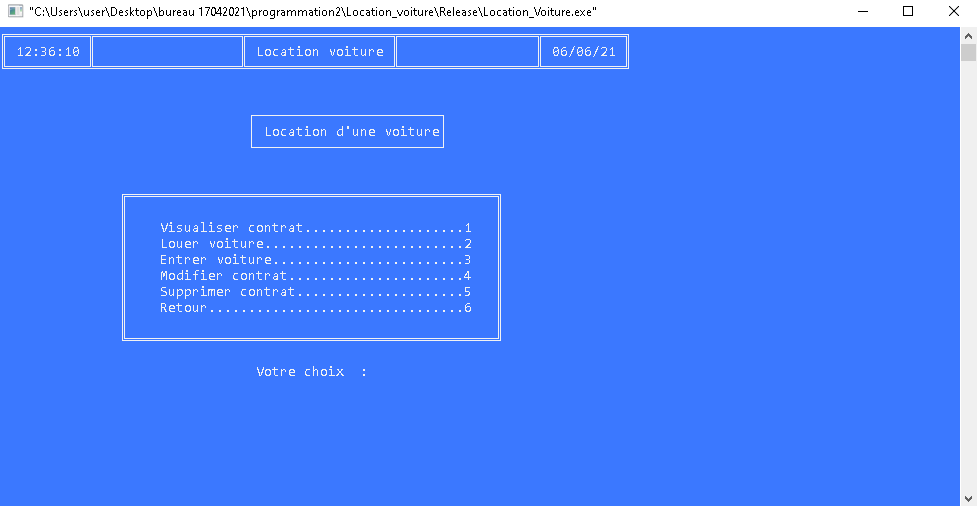 "C:\Users\user\Desktop\bureau 17042021\programmation2\Location_voiture\Release\Location_Voiture.exe"
12:36:10 Location voiture 06/06/21
Location d'une voiture
Visualiser contrat....................1
Louer voiture.........................2
Entrer voiture........................3
Modifier contrat......................4
Supprimer contrat.....................5
Retour................................6
Votre choix  :